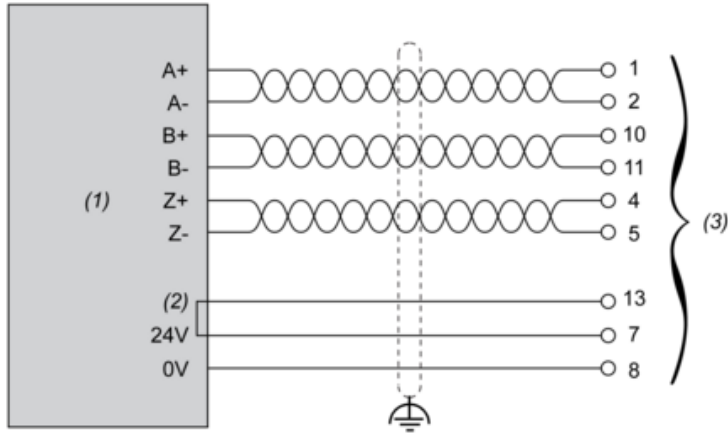 A+ 1
A- 2
B+ 10
B- 11
(1) Z+ 4 (3)
Z- 5
(2) 13
24V 7
0V 8